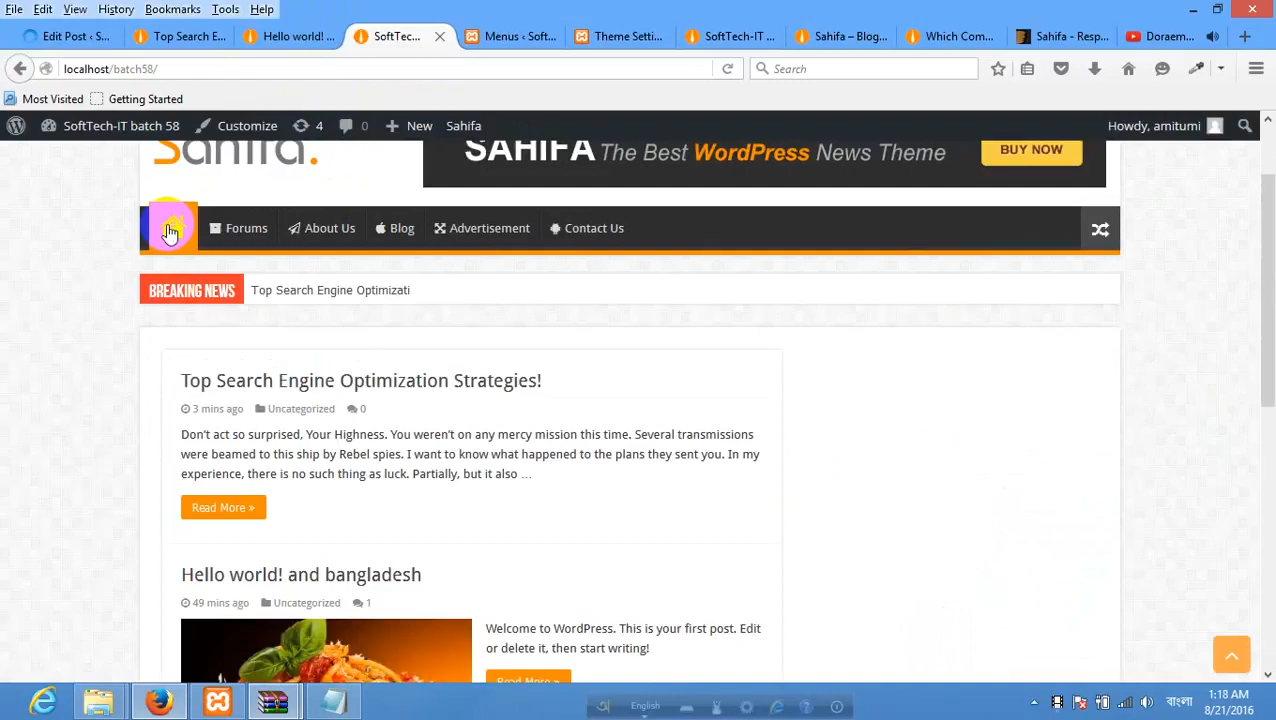 File Edit View History Bookmarks Tools Help
Edit Post ‹ S... Top Search E... Hello world! ... SoftTec... Menus ‹ Soft... Theme Setti... SoftTech-IT ... Sahifa – Blog... Which Com... Sahifa - Resp... Doraem...
localhost/batch58/ Search
Most Visited Getting Started
SoftTech-IT batch 58 Customize 4 0 New Sahifa Howdy, amitumi
Sahifa. SAHIFA The Best WordPress News Theme BUY NOW
Forums About Us Blog Advertisement Contact Us
BREAKING NEWS Top Search Engine Optimizati
Top Search Engine Optimization Strategies!
3 mins ago Uncategorized 0
Don't act so surprised, Your Highness. You weren't on any mercy mission this time. Several transmissions
were beamed to this ship by Rebel spies. I want to know what happened to the plans they sent you. In my
experience, there is no such thing as luck. Partially, but it also …
Read More »
Hello world! and bangladesh
49 mins ago Uncategorized 1
Welcome to WordPress. This is your first post. Edit
or delete it, then start writing!
Read More »
English
বাংলা
1:18 AM
8/21/2016